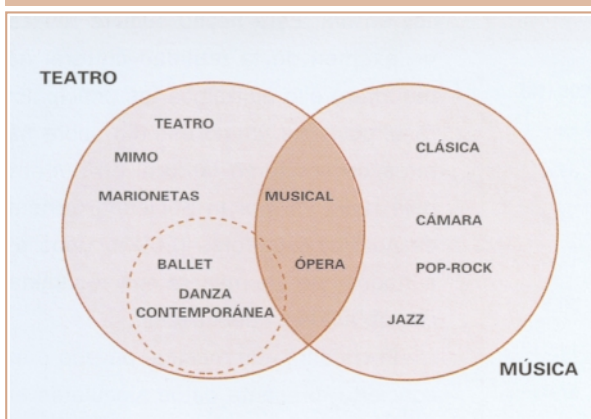 TEATRO
TEATRO
MIMO
MARIONETAS
BALLET
DANZA
CONTEMPORÁNEA
MUSICAL
ÓPERA
CLÁSICA
CÁMARA
POP-ROCK
JAZZ
MÚSICA